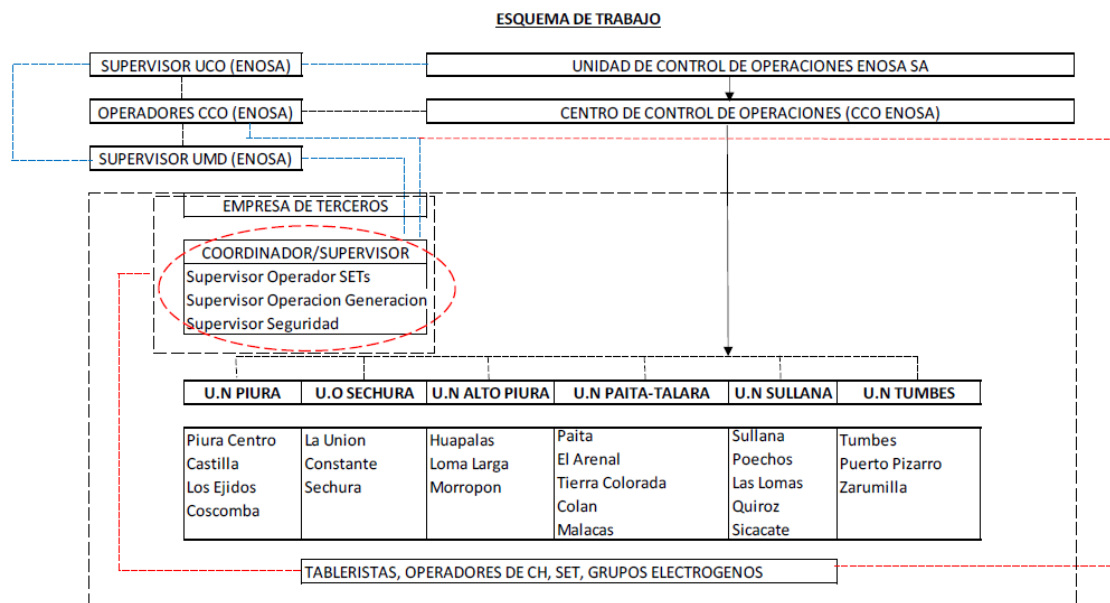 ESQUEMA DE TRABAJO
SUPERVISOR UCO (ENOSA)
UNIDAD DE CONTROL DE OPERACIONES ENOSA SA
OPERADORES CCO (ENOSA)
CENTRO DE CONTROL DE OPERACIONES (CCO ENOSA)
SUPERVISOR UMD (ENOSA)
EMPRESA DE TERCEROS
COORDINADOR/SUPERVISOR
Supervisor Operador SETs
Supervisor Operacion Generacion
Supervisor Seguridad
U.N PIURA
U.O SECHURA
U.N ALTO PIURA
U.N PAITA-TALARA
U.N SULLANA
U.N TUMBES
Piura Centro
Castilla
Los Ejidos
Coscomba
La Union
Constante
Sechura
Huapalas
Loma Larga
Morropon
Paita
El Arenal
Tierra Colorada
Colan
Malacas
Sullana
Poechos
Las Lomas
Quiroz
Sicacate
Tumbes
Puerto Pizarro
Zarumilla
TABLERISTAS, OPERADORES DE CH, SET, GRUPOS ELECTROGENOS